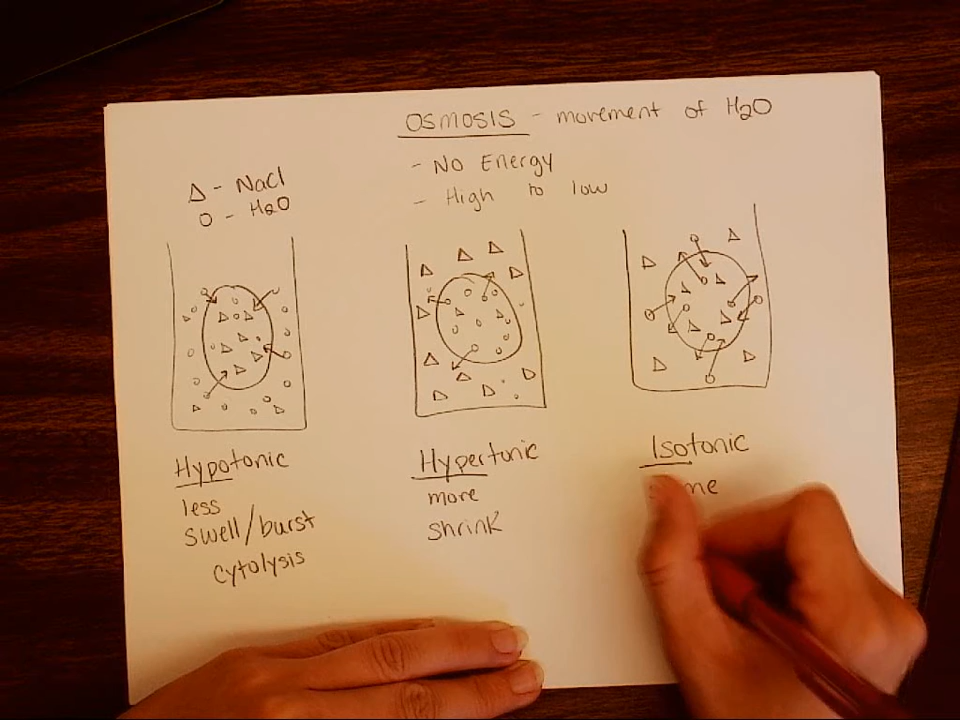 OSMOSIS - movement of H2O
- No Energy
- High to low
Δ - NaCl
O - H2O
Hypotonic
less
swell/burst
cytolysis
Hypertonic
more
shrink
Isotonic